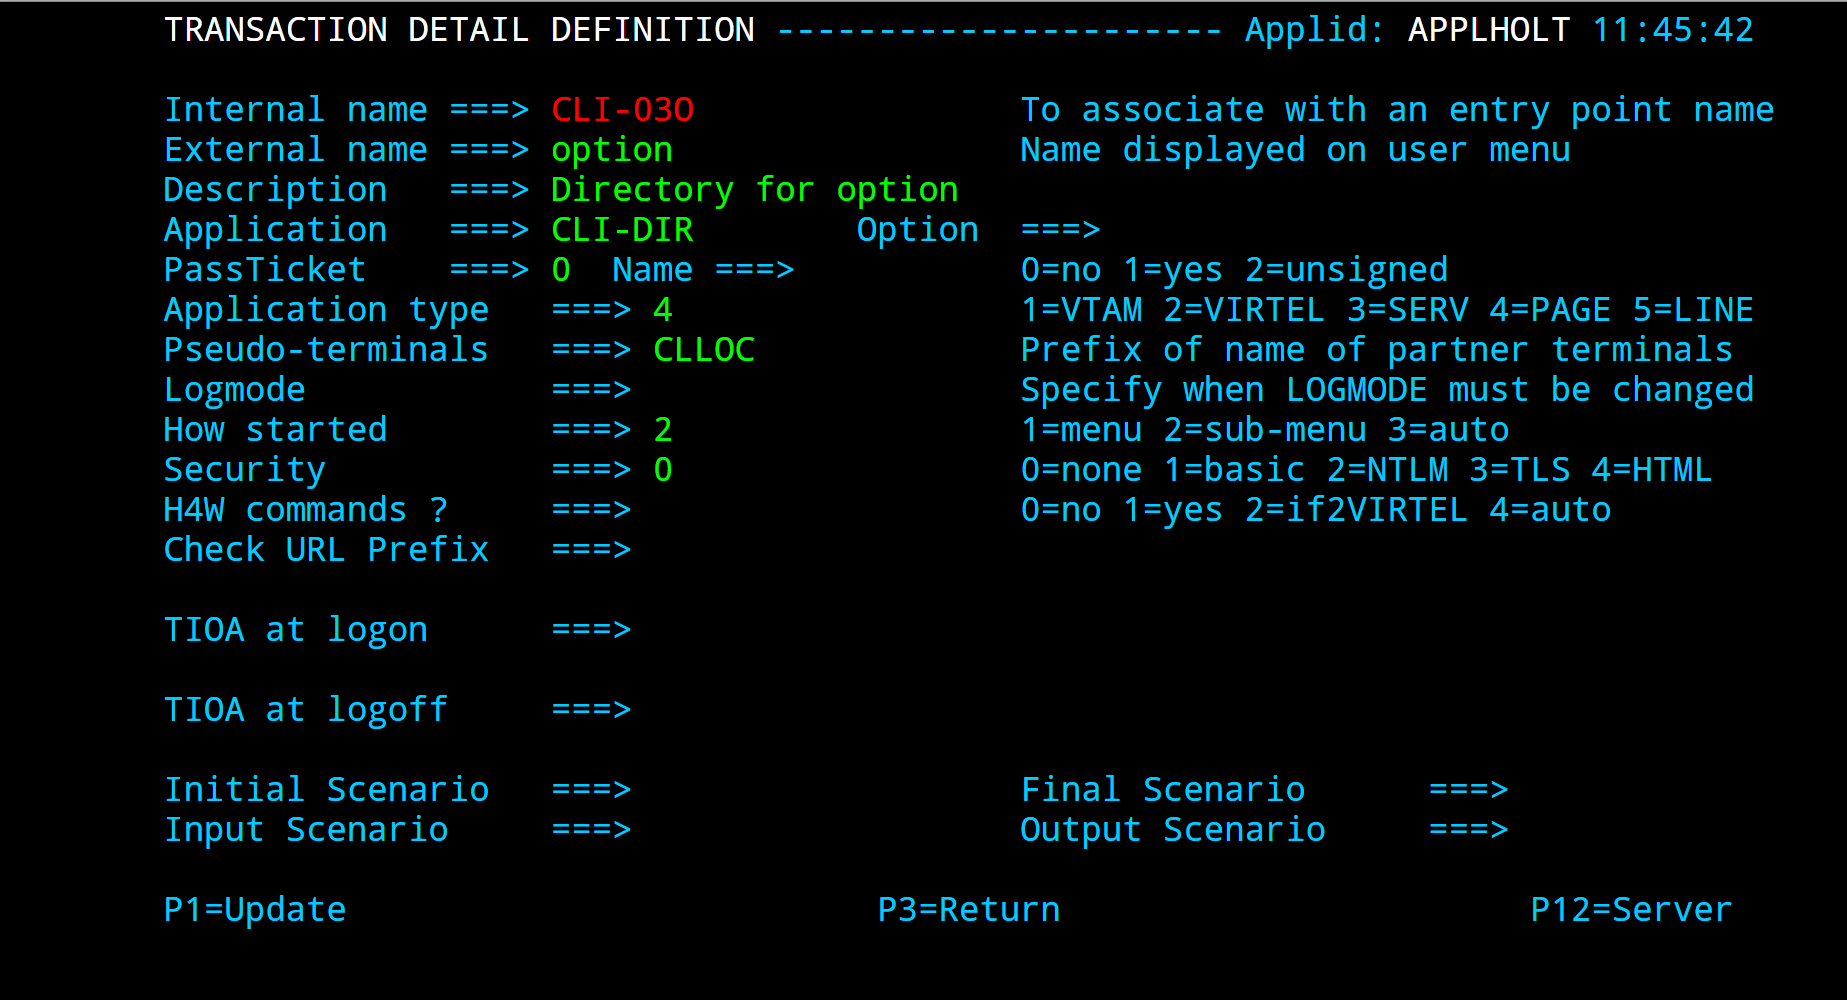 TRANSACTION DETAIL DEFINITION ---------------------- Applid: APPLHOLT 11:45:42
Internal name ===> CLI-03O To associate with an entry point name
External name ===> option Name displayed on user menu
Description ===> Directory for option
Application ===> CLI-DIR Option ===>
PassTicket ===> 0 Name ===> 0=no 1=yes 2=unsigned
Application type ===> 4 1=VTAM 2=VIRTEL 3=SERV 4=PAGE 5=LINE
Pseudo-terminals ===> CLLOC Prefix of name of partner terminals
Logmode ===> Specify when LOGMODE must be changed
How started ===> 2 1=menu 2=sub-menu 3=auto
Security ===> 0 0=none 1=basic 2=NTLM 3=TLS 4=HTML
H4W commands ? ===> 0=no 1=yes 2=if2VIRTEL 4=auto
Check URL Prefix ===>
TIOA at logon ===>
TIOA at logoff ===>
Initial Scenario ===> Final Scenario ===>
Input Scenario ===> Output Scenario ===>
P1=Update P3=Return P12=Server